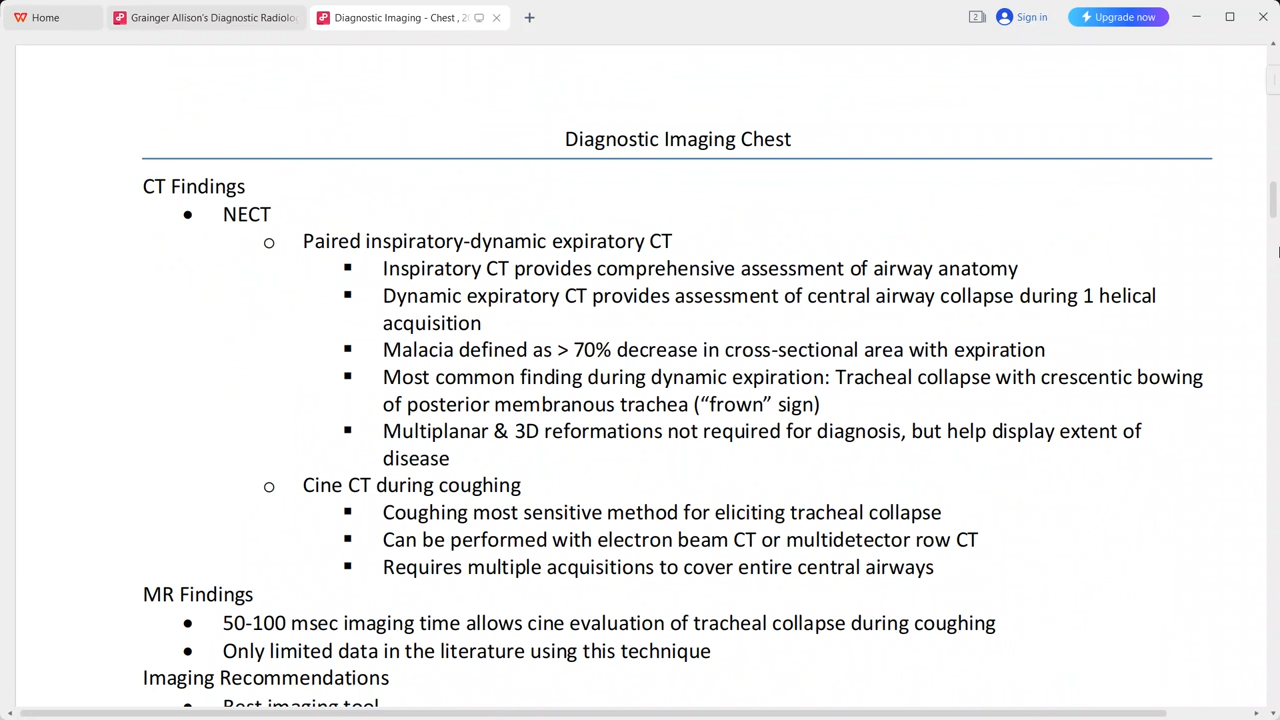 Home
Grainger Allison's Diagnostic Radiolo
Diagnostic Imaging - Chest , 2
2
Sign in
Upgrade now
Diagnostic Imaging Chest
CT Findings
• NECT
o Paired inspiratory-dynamic expiratory CT
▪ Inspiratory CT provides comprehensive assessment of airway anatomy
▪ Dynamic expiratory CT provides assessment of central airway collapse during 1 helical
acquisition
▪ Malacia defined as > 70% decrease in cross-sectional area with expiration
▪ Most common finding during dynamic expiration: Tracheal collapse with crescentic bowing
of posterior membranous trachea (“frown” sign)
▪ Multiplanar & 3D reformations not required for diagnosis, but help display extent of
disease
o Cine CT during coughing
▪ Coughing most sensitive method for eliciting tracheal collapse
▪ Can be performed with electron beam CT or multidetector row CT
▪ Requires multiple acquisitions to cover entire central airways
MR Findings
• 50-100 msec imaging time allows cine evaluation of tracheal collapse during coughing
• Only limited data in the literature using this technique
Imaging Recommendations
• Best imaging tool